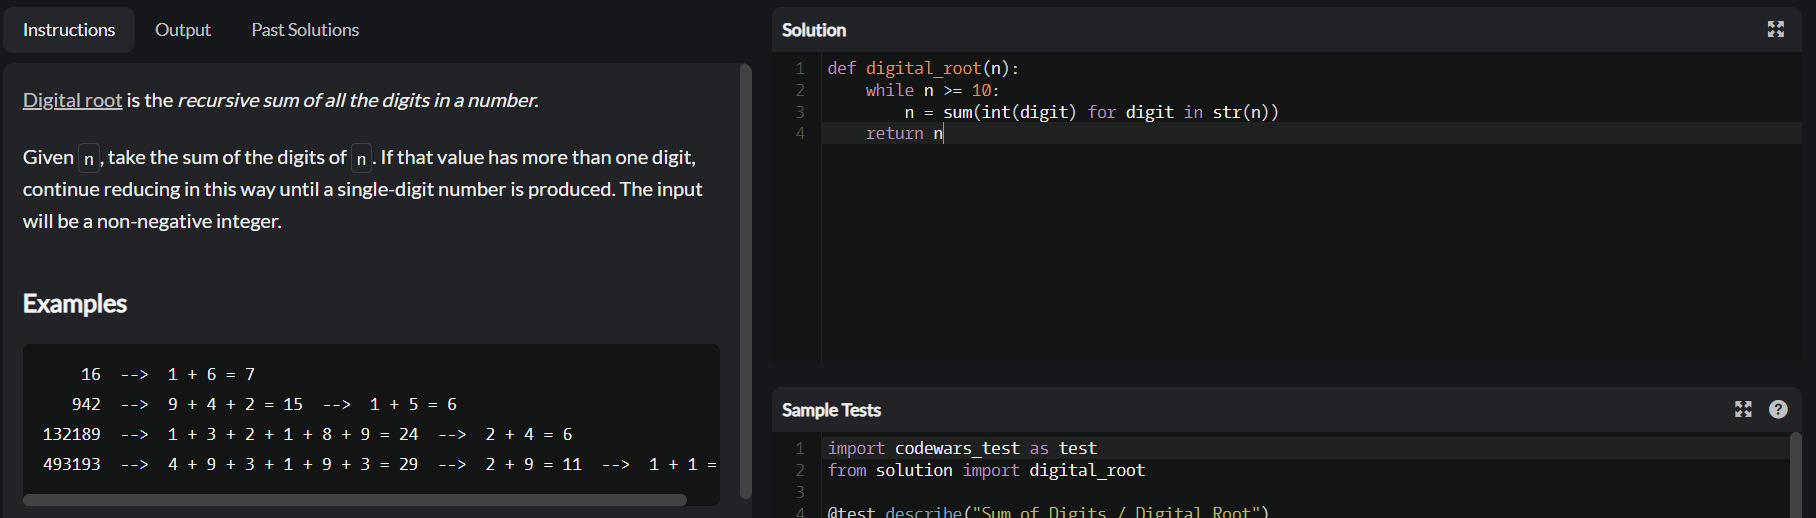 Instructions Output Past Solutions
Digital root is the recursive sum of all the digits in a number.
Given n, take the sum of the digits of n. If that value has more than one digit,
continue reducing in this way until a single-digit number is produced. The input
will be a non-negative integer.
Examples
16 --> 1 + 6 = 7
942 --> 9 + 4 + 2 = 15 --> 1 + 5 = 6
132189 --> 1 + 3 + 2 + 1 + 8 + 9 = 24 --> 2 + 4 = 6
493193 --> 4 + 9 + 3 + 1 + 9 + 3 = 29 --> 2 + 9 = 11 --> 1 + 1 =
Solution
1 def digital_root(n):
2     while n >= 10:
3         n = sum(int(digit) for digit in str(n))
4     return n
Sample Tests
?
1 import codewars_test as test
2 from solution import digital_root
3
4 @test.describe("Sum of Digits / Digital Root")